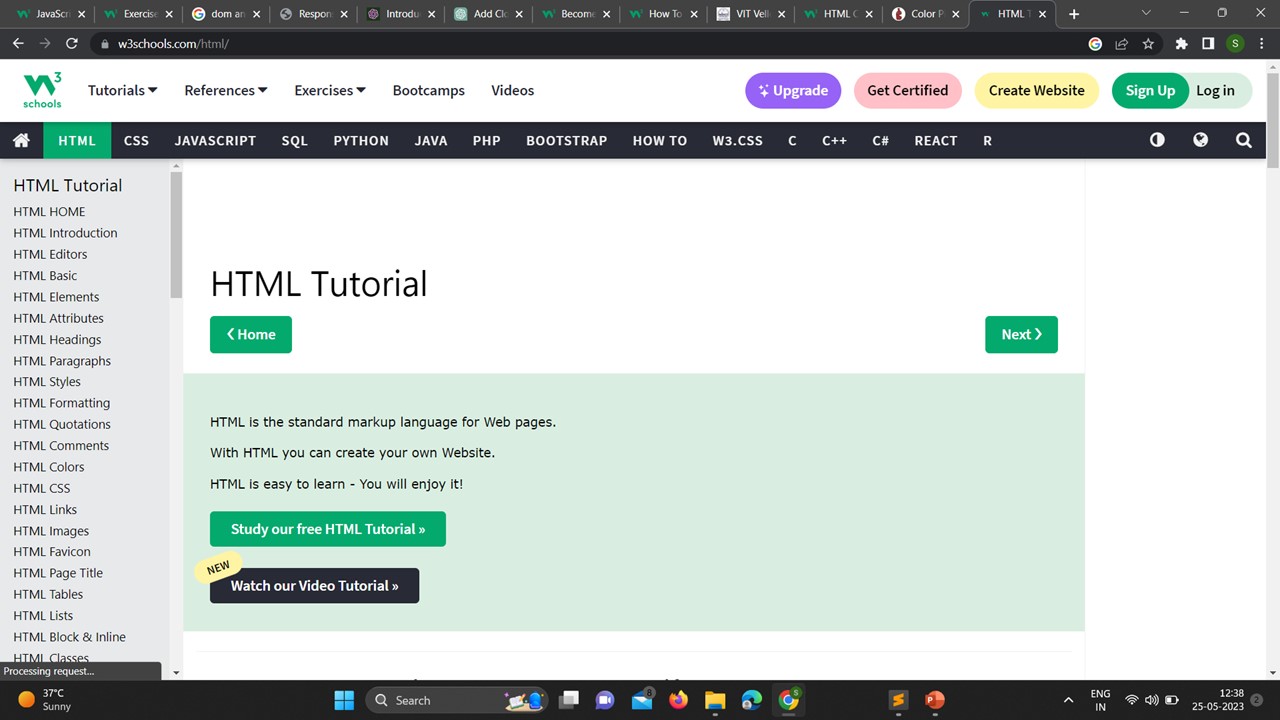 JavaScri
Exercise
dom an
Respon
Introdu
Add Clo
Become
How To
VIT Vell
HTML C
Color P
HTML T
w3schools.com/html/
S
W3
schools
Tutorials
References
Exercises
Bootcamps
Videos
Upgrade
Get Certified
Create Website
Sign Up
Log in
HTML
CSS
JAVASCRIPT
SQL
PYTHON
JAVA
PHP
BOOTSTRAP
HOW TO
W3.CSS
C
C++
C#
REACT
R
HTML Tutorial
HTML HOME
HTML Introduction
HTML Editors
HTML Basic
HTML Elements
HTML Attributes
HTML Headings
HTML Paragraphs
HTML Styles
HTML Formatting
HTML Quotations
HTML Comments
HTML Colors
HTML CSS
HTML Links
HTML Images
HTML Favicon
HTML Page Title
HTML Tables
HTML Lists
HTML Block & Inline
HTML Classes
Processing request...
HTML Tutorial
❮ Home
Next ❯
HTML is the standard markup language for Web pages.
With HTML you can create your own Website.
HTML is easy to learn - You will enjoy it!
Study our free HTML Tutorial »
NEW
Watch our Video Tutorial »
37°C
Sunny
Search
8
S
ENG
IN
12:38
25-05-2023
2